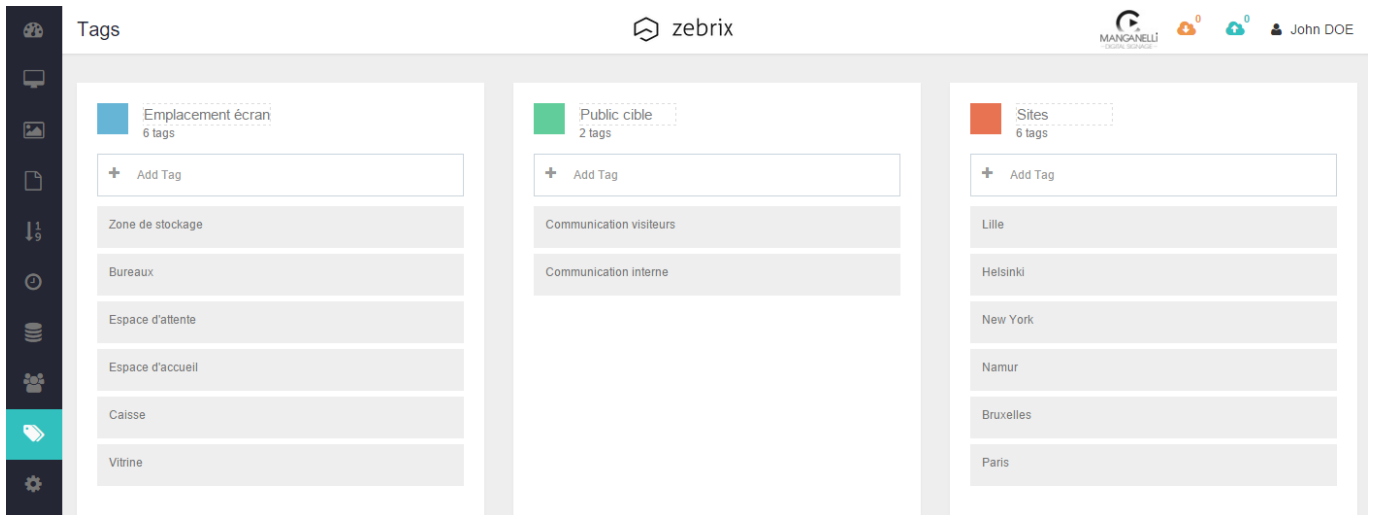 Tags
zebrix
MANGANELLi
- DIGITAL SIGNAGE -
0
0
John DOE
1
9
Emplacement écran
6 tags
Add Tag
Zone de stockage
Bureaux
Espace d'attente
Espace d'accueil
Caisse
Vitrine
Public cible
2 tags
Add Tag
Communication visiteurs
Communication interne
Sites
6 tags
Add Tag
Lille
Helsinki
New York
Namur
Bruxelles
Paris